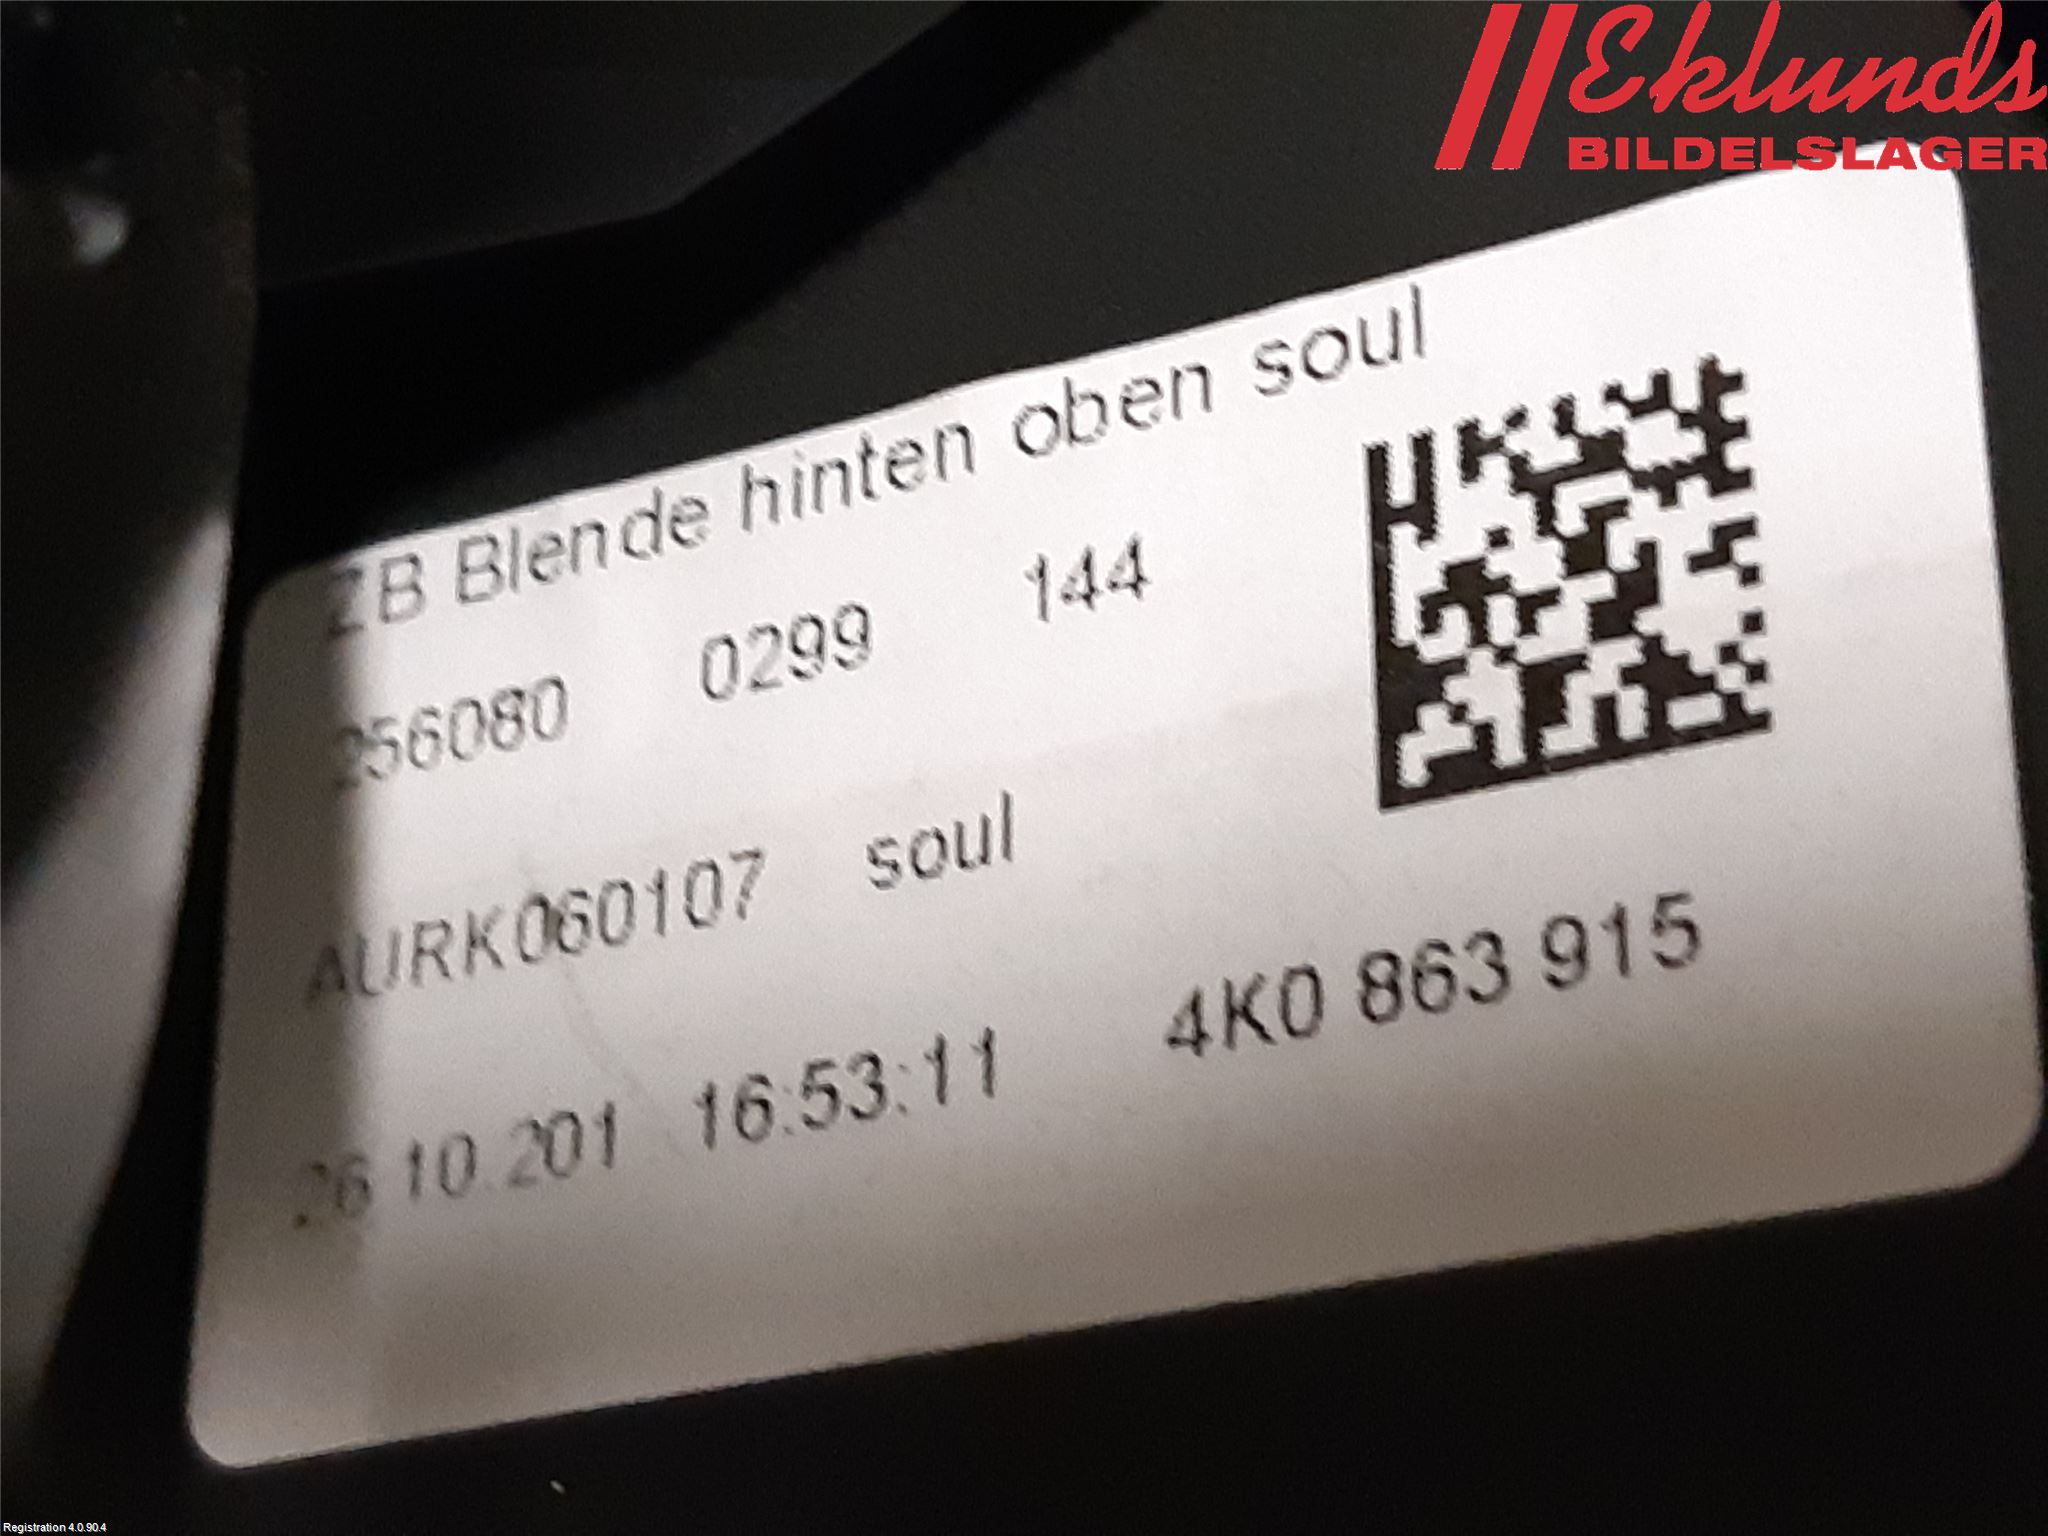 Eklunds
BILDELSLAGER
ZB Blende hinten oben soul
256080 0299 144
AURK060107 soul
26.10.201 16:53:11 4K0 863 915
Registration 4.0.90.4